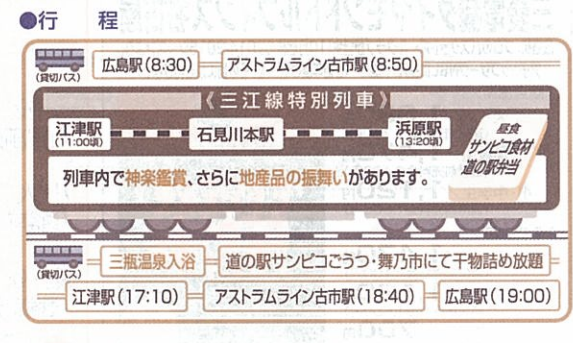 ●行　程
(貸切バス) 広島駅(8:30) アストラムライン古市駅(8:50)
《三江線特別列車》
江津駅 石見川本駅 浜原駅
(11:00頃) (13:20頃)
昼食
サンピコ食材
道の駅弁当
列車内で神楽鑑賞、さらに地産品の振舞いがあります。
(貸切バス) 三瓶温泉入浴 道の駅サンピコごうつ・舞乃市にて干物詰め放題
江津駅(17:10) アストラムライン古市駅(18:40) 広島駅(19:00)